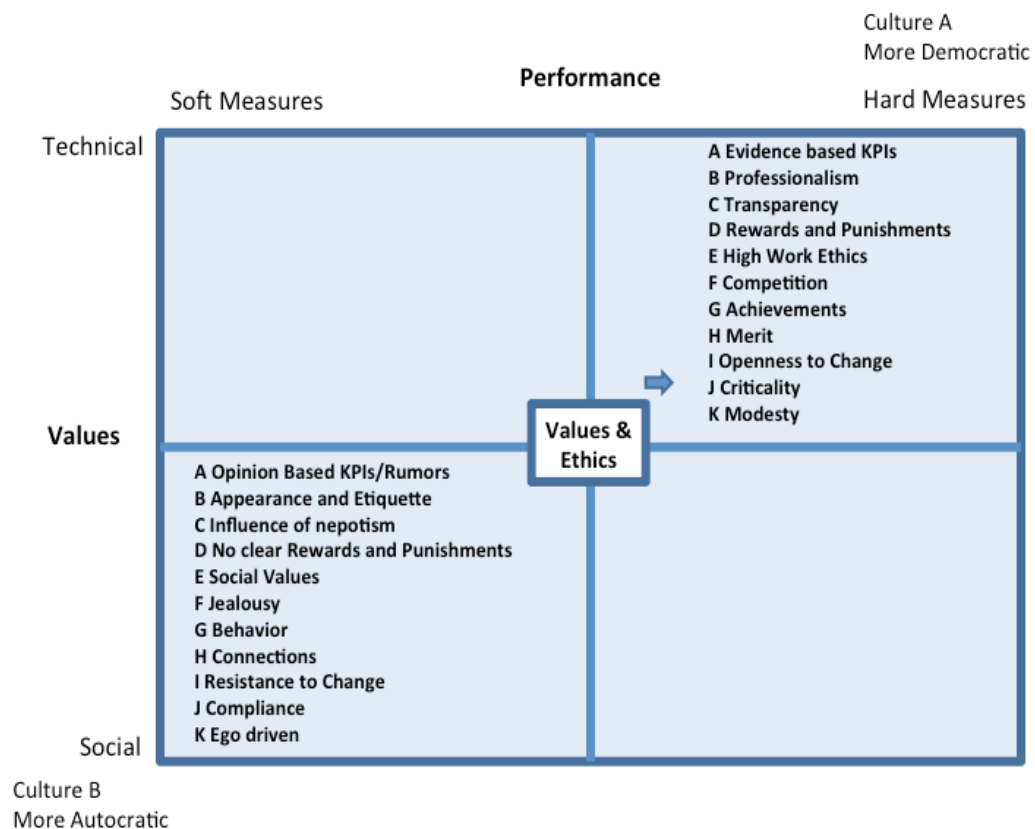 Culture A
More Democratic
Performance
Soft Measures
Hard Measures
Technical
A Evidence based KPIs
B Professionalism
C Transparency
D Rewards and Punishments
E High Work Ethics
F Competition
G Achievements
H Merit
I Openness to Change
J Criticality
K Modesty
Values
Values &
Ethics
A Opinion Based KPIs/Rumors
B Appearance and Etiquette
C Influence of nepotism
D No clear Rewards and Punishments
E Social Values
F Jealousy
G Behavior
H Connections
I Resistance to Change
J Compliance
K Ego driven
Social
Culture B
More Autocratic